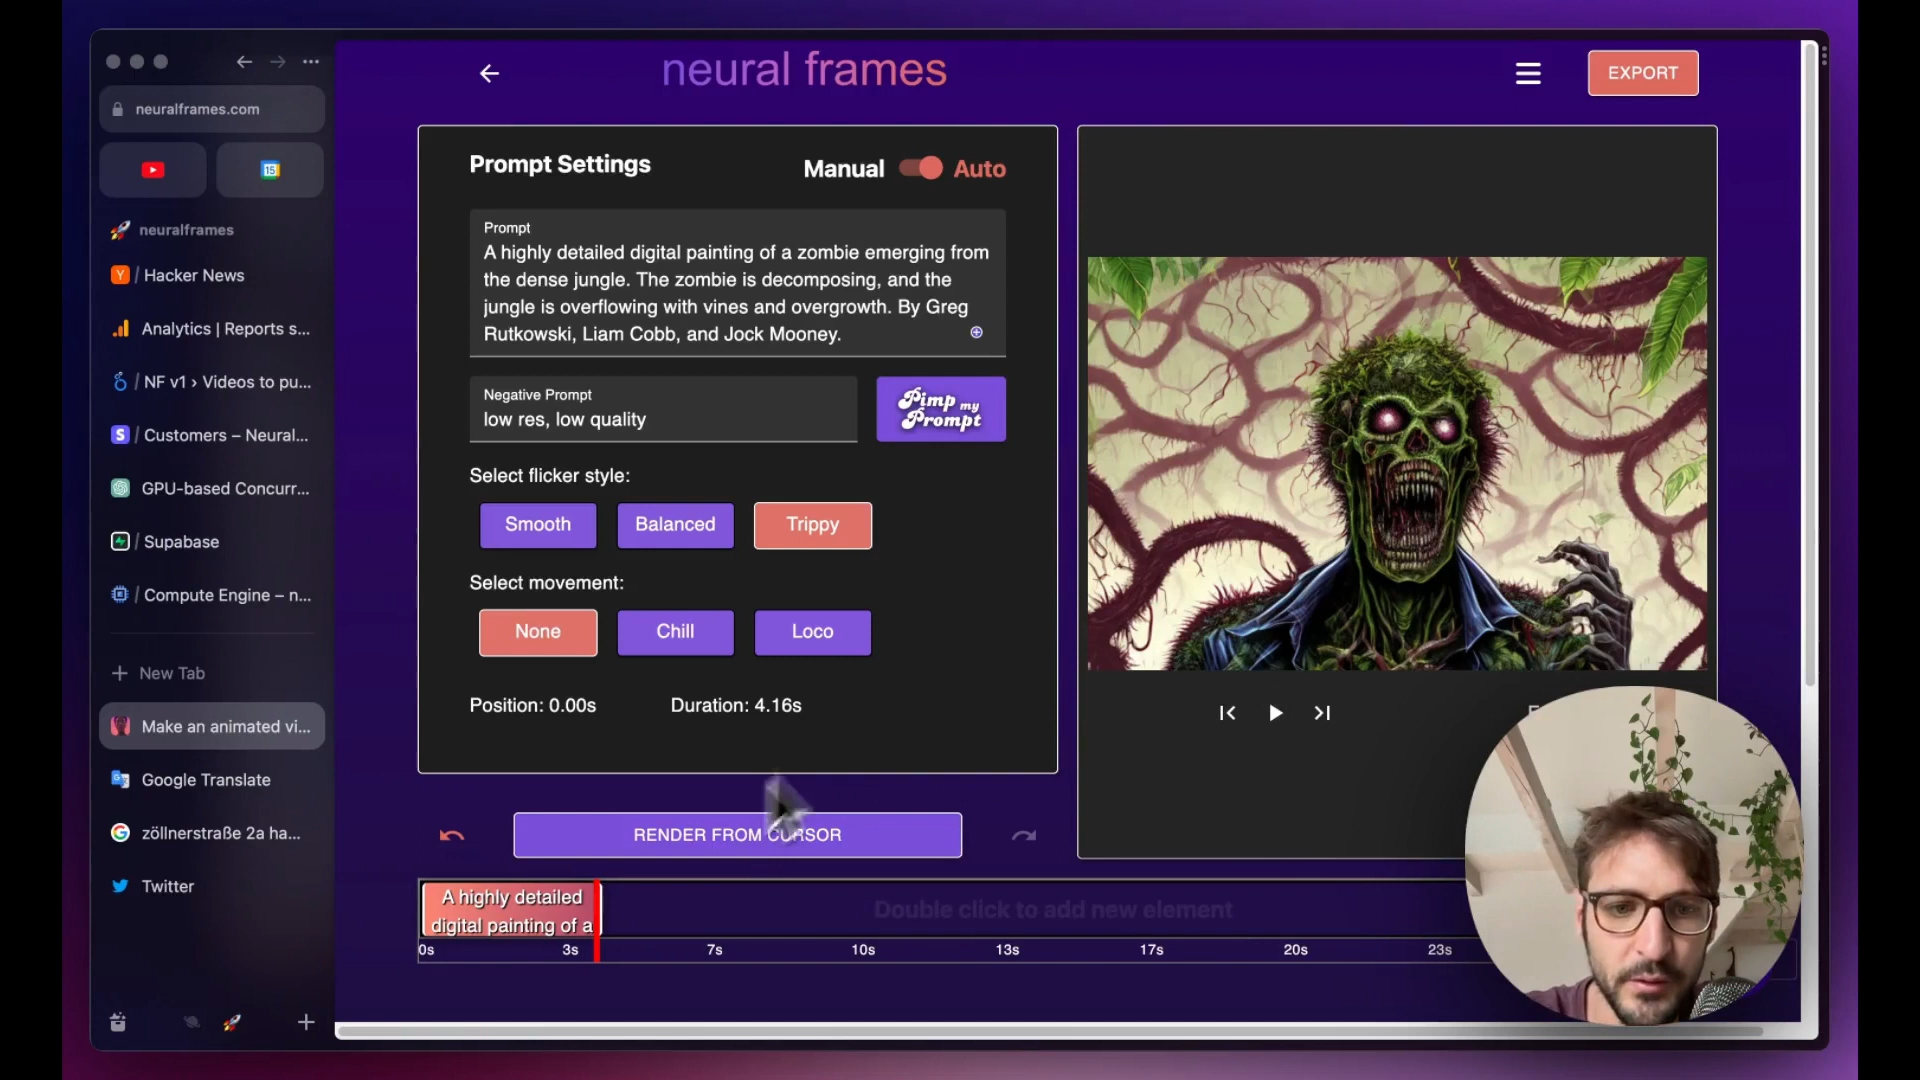 neuralframes.com
15
neuralframes
/ Hacker News
Analytica | Reports s...
/ NF v1 › Videos to pu...
S / Customers – Neural...
GPU-based Concurr...
/ Supabase
/ Compute Engine – n...
New Tab
Make an animated vi...
Google Translate
zöllnerstraße 2a ha...
Twitter
neural frames
EXPORT
Prompt Settings
Manual Auto
Prompt
A highly detailed digital painting of a zombie emerging from
the dense jungle. The zombie is decomposing, and the
jungle is overflowing with vines and overgrowth. By Greg
Rutkowski, Liam Cobb, and Jock Mooney.
Negative Prompt
low res, low quality
Pimp my
Prompt
Select flicker style:
Smooth Balanced Trippy
Select movement:
None Chill Loco
Position: 0.00s Duration: 4.16s
RENDER FROM CURSOR
A highly detailed
digital painting of a
Double click to add new element
0s 3s 7s 10s 13s 17s 20s 23s